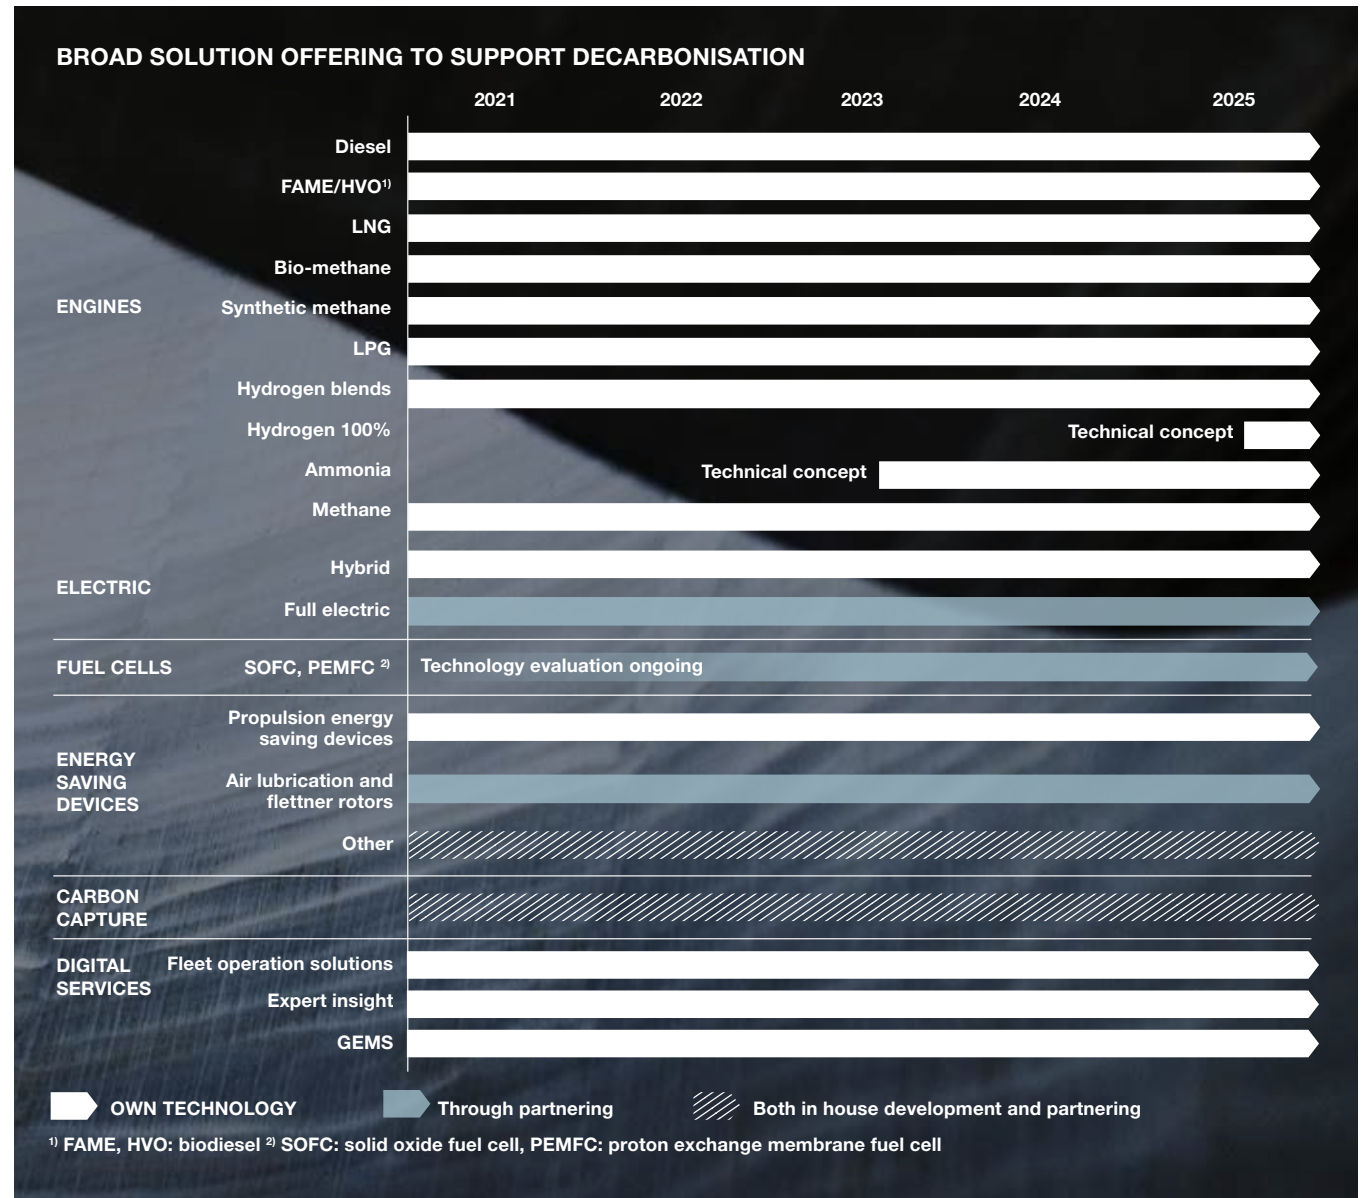 BROAD SOLUTION OFFERING TO SUPPORT DECARBONISATION
2021 2022 2023 2024 2025
Diesel
FAME/HVO¹⁾
LNG
Bio-methane
ENGINES Synthetic methane
LPG
Hydrogen blends
Hydrogen 100% Technical concept
Ammonia Technical concept
Methane
Hybrid
ELECTRIC
Full electric
FUEL CELLS SOFC, PEMFC ²⁾ Technology evaluation ongoing
Propulsion energy
saving devices
ENERGY
SAVING
DEVICES
Air lubrication and
flettner rotors
Other
CARBON
CAPTURE
DIGITAL
SERVICES
Fleet operation solutions
Expert insight
GEMS
OWN TECHNOLOGY Through partnering Both in house development and partnering
¹⁾ FAME, HVO: biodiesel ²⁾ SOFC: solid oxide fuel cell, PEMFC: proton exchange membrane fuel cell